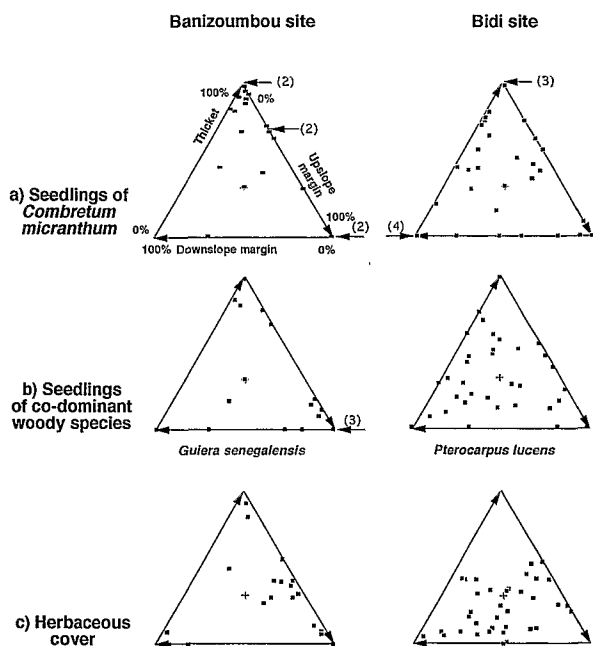 Banizoumbou site
Bidi site
(2)
100%
0%
Thicket
(2)
Upslope
margin
(3)
a) Seedlings of
Combretum
micranthum
0%
100%
(2)
100% Downslope margin
0%
(4)
b) Seedlings
of co-dominant
woody species
(3)
Guiera senegalensis
Pterocarpus lucens
c) Herbaceous
cover